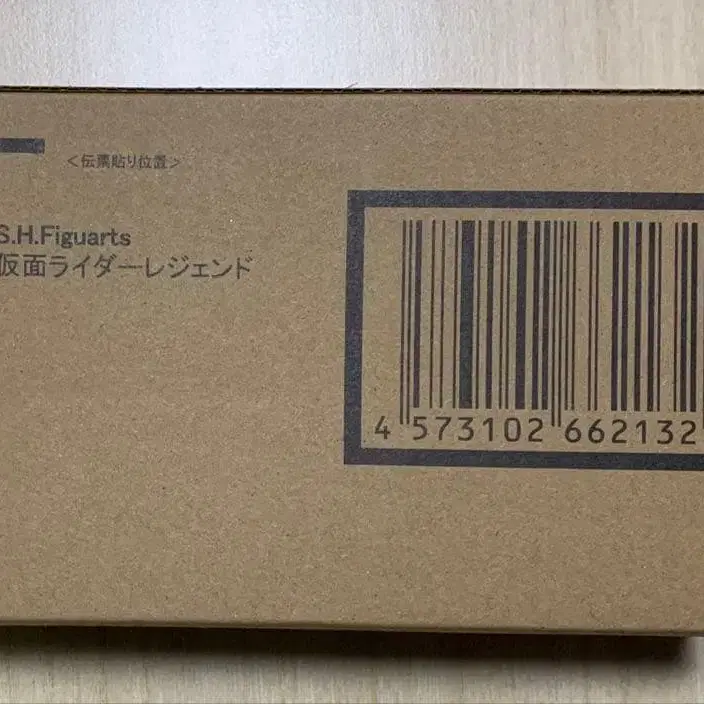 <伝票貼り位置>
S.H.Figuarts
仮面ライダーレジェンド
4 573102 662132